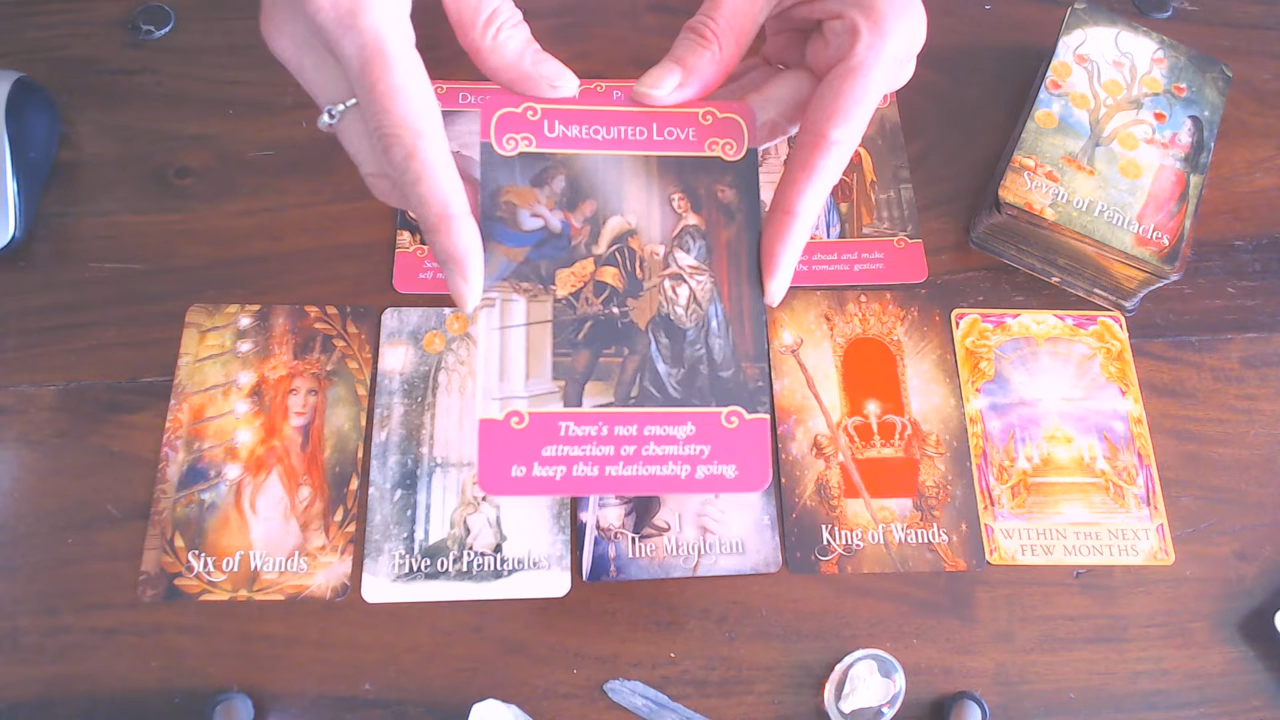 UNREQUITED LOVE
There's not enough
attraction or chemistry
to keep this relationship going.
go ahead and make
the romantic gesture.
Seven of Pentacles
Six of Wands
Five of Pentacles
I
The Magician
King of Wands
WITHIN THE NEXT
FEW MONTHS